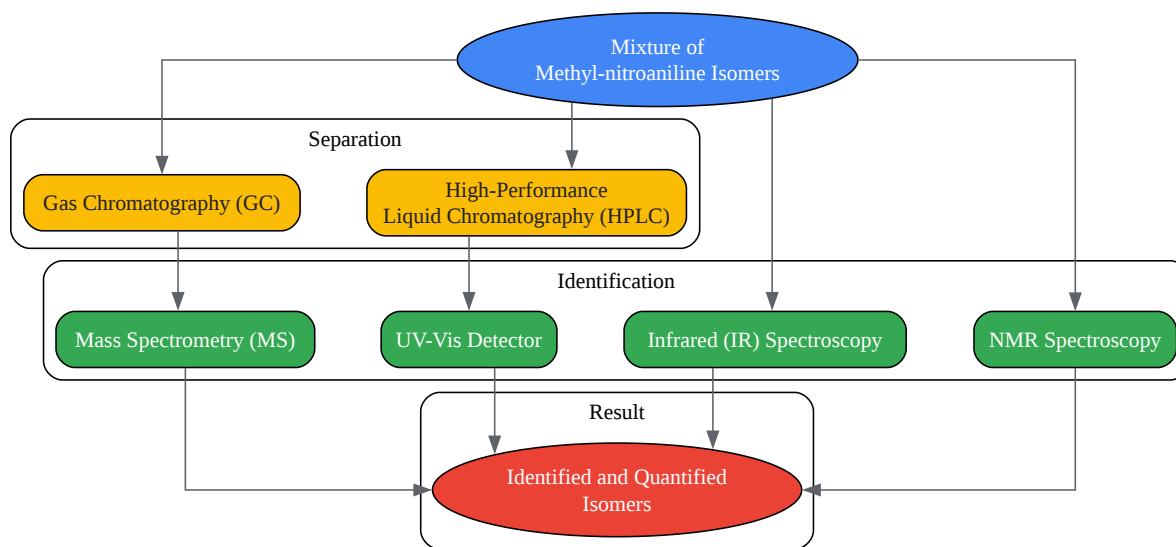 Mixture of
Methyl-nitroaniline Isomers
Separation
Gas Chromatography (GC)
High-Performance
Liquid Chromatography (HPLC)
Identification
Mass Spectrometry (MS)
UV-Vis Detector
Infrared (IR) Spectroscopy
NMR Spectroscopy
Result
Identified and Quantified
Isomers